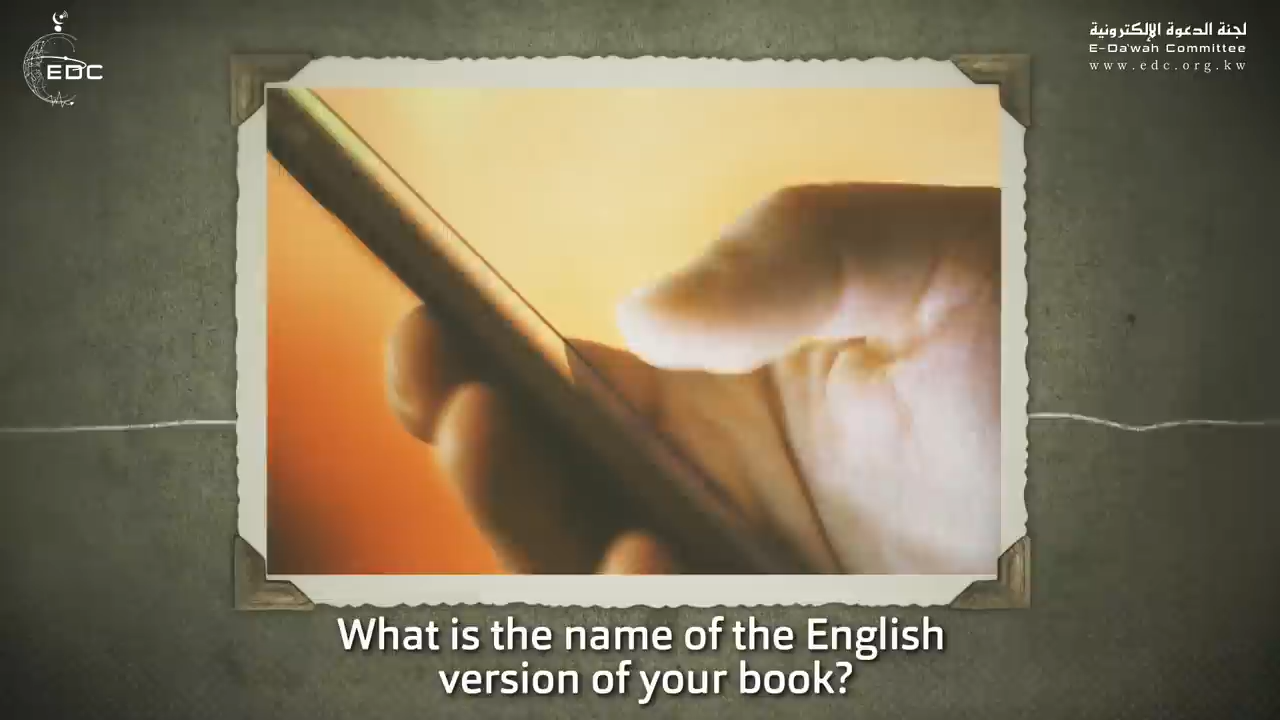 EDC
لجنة الدعوة الإلكترونية
E-Da'wah Committee
www.edc.org.kw
What is the name of the English
version of your book?